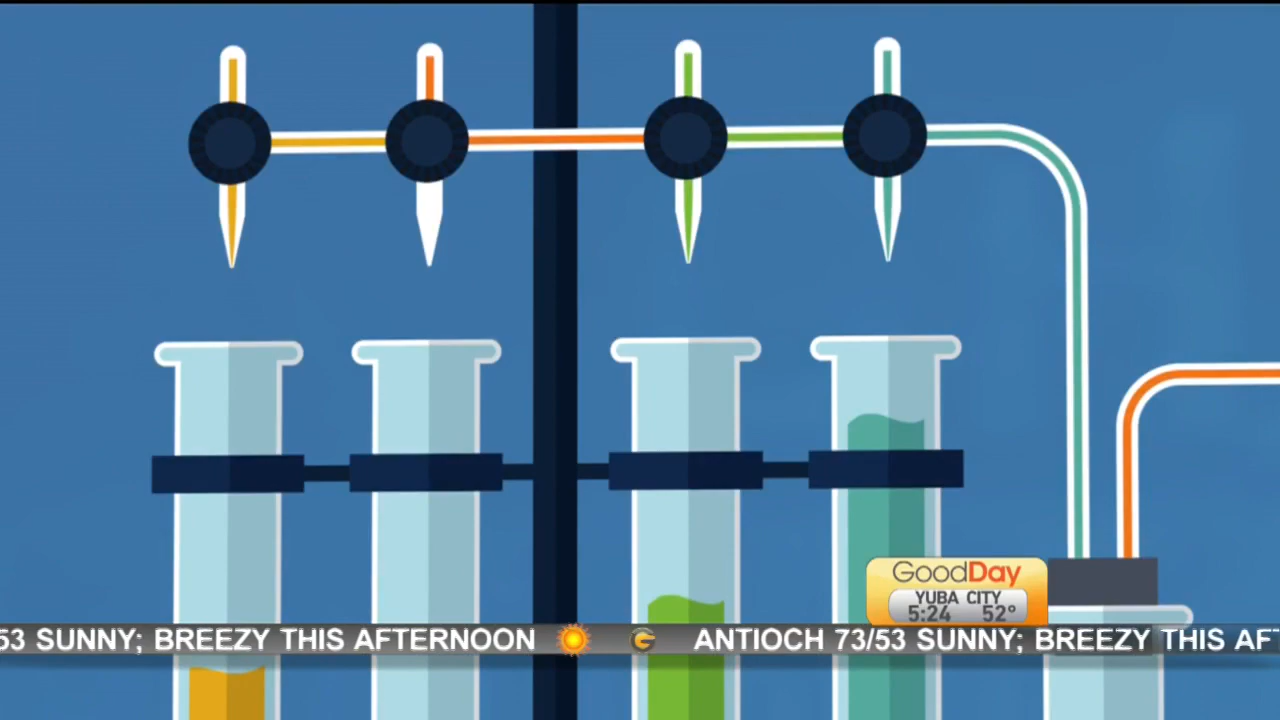 GoodDay
YUBA CITY
5:24 52°
53 SUNNY; BREEZY THIS AFTERNOON ANTIOCH 73/53 SUNNY; BREEZY THIS AFT